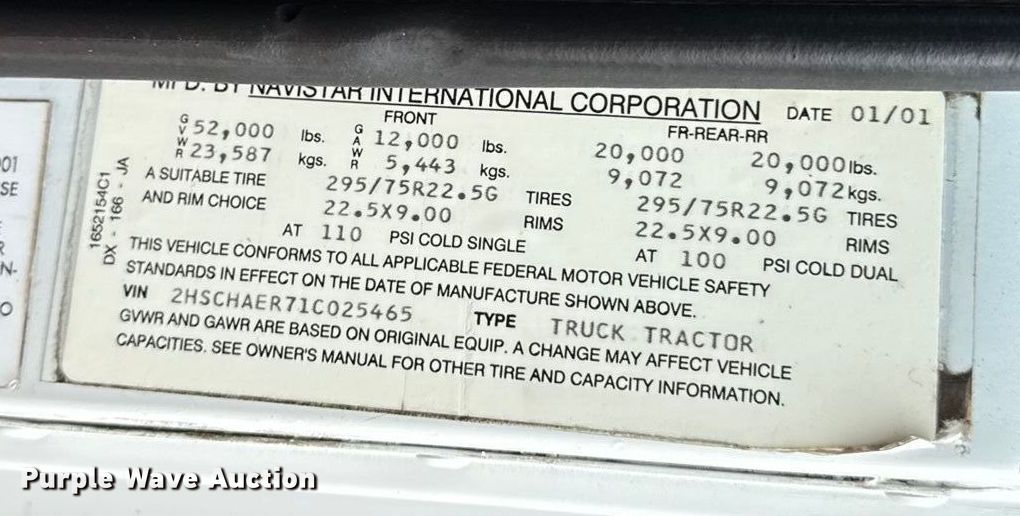 MFD. BY NAVISTAR INTERNATIONAL CORPORATION DATE 01/01
FRONT FR-REAR-RR
GVWR 52,000 lbs. GAWR 12,000 lbs. 20,000 20,000 lbs.
23,587 kgs. 5,443 kgs. 9,072 9,072 kgs.
A SUITABLE TIRE 295/75R22.5G TIRES 295/75R22.5G TIRES
AND RIM CHOICE 22.5X9.00 RIMS 22.5X9.00 RIMS
AT 110 PSI COLD SINGLE AT 100 PSI COLD DUAL
THIS VEHICLE CONFORMS TO ALL APPLICABLE FEDERAL MOTOR VEHICLE SAFETY
STANDARDS IN EFFECT ON THE DATE OF MANUFACTURE SHOWN ABOVE.
VIN 2HSCHAER71C025465 TYPE TRUCK TRACTOR
GVWR AND GAWR ARE BASED ON ORIGINAL EQUIP. A CHANGE MAY AFFECT VEHICLE
CAPACITIES. SEE OWNER'S MANUAL FOR OTHER TIRE AND CAPACITY INFORMATION.
1652154C1
DX - 166 - JA
Purple Wave Auction